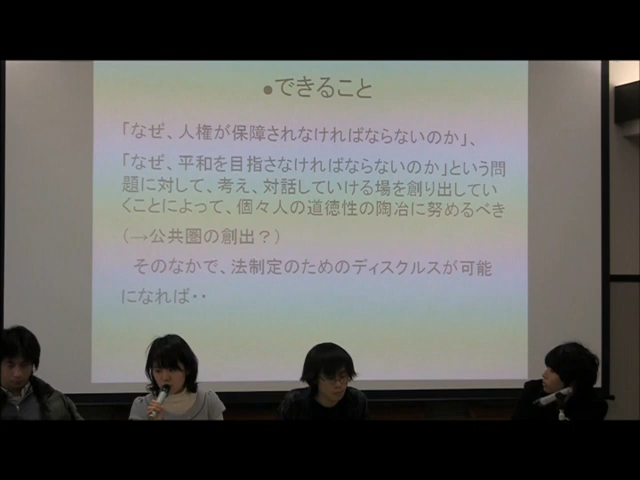 ●できること
「なぜ、人権が保障されなければならないのか」、
「なぜ、平和を目指さなければならないのか」という問
題に対して、考え、対話していける場を創り出してい
くことによって、個々人の道徳性の陶冶に努めるべき
(→公共圏の創出?)
そのなかで、法制定のためのディスクルスが可能
になれば・・